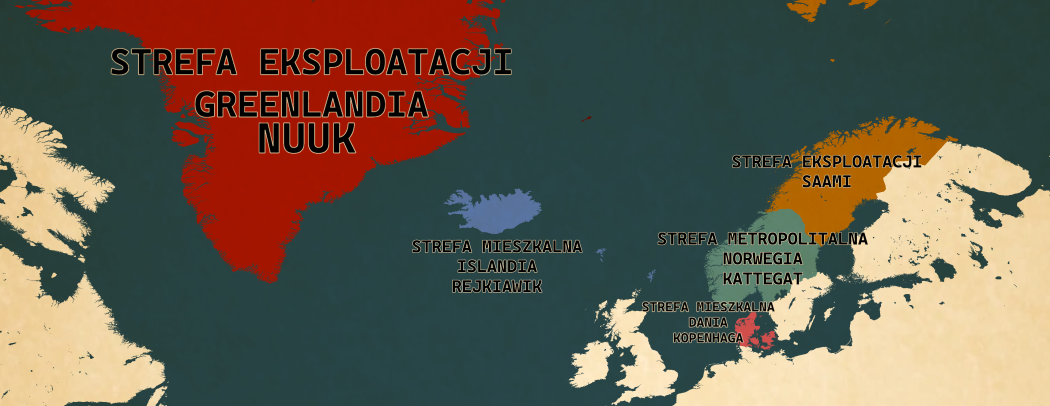 STREFA EKSPLOATACJI
GREENLANDIA
NUUK
STREFA EKSPLOATACJI
SAAMI
STREFA MIESZKALNA
ISLANDIA
REJKIAWIK
STREFA METROPOLITALNA
NORWEGIA
KATTEGAT
STREFA MIESZKALNA
DANIA
KOPENHAGA